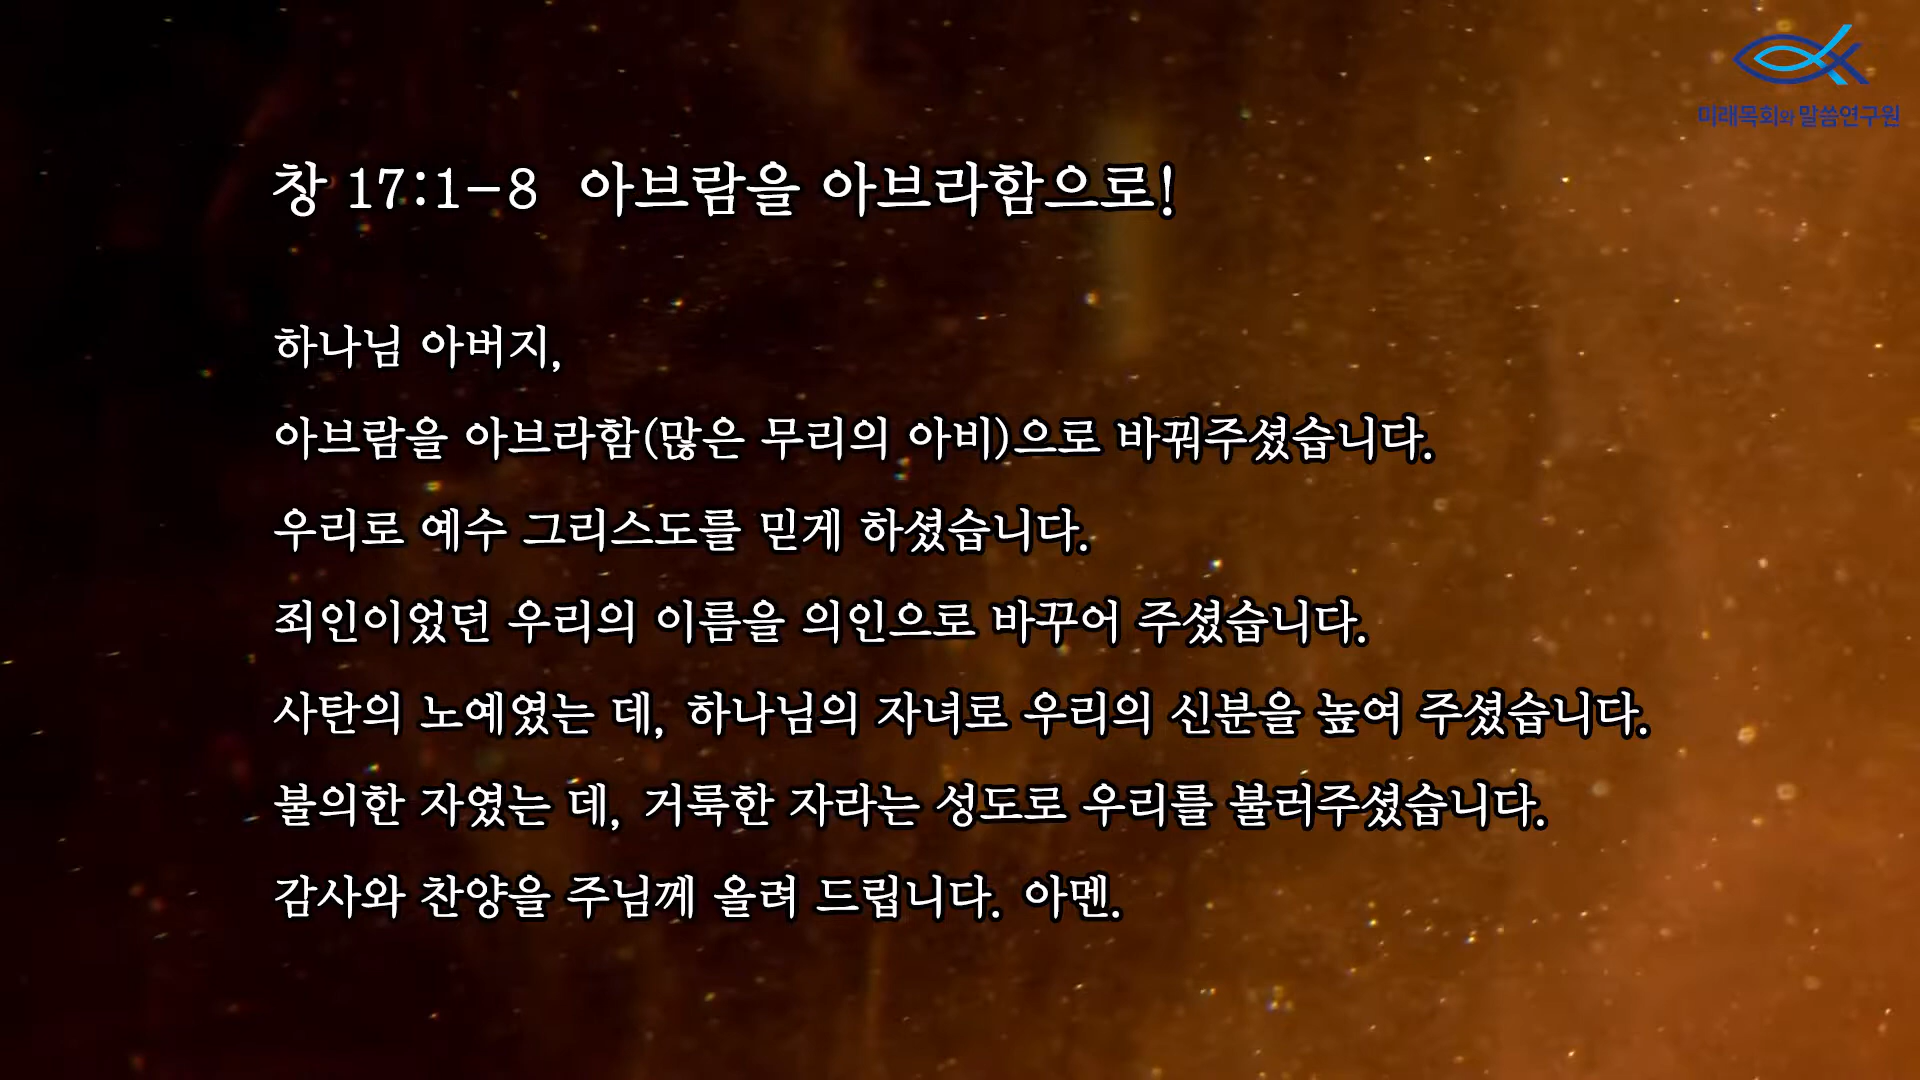 미래목회와 말씀연구원
창 17:1-8 아브람을 아브라함으로!
하나님 아버지,
아브람을 아브라함(많은 무리의 아비)으로 바꿔주셨습니다.
우리로 예수 그리스도를 믿게 하셨습니다.
죄인이었던 우리의 이름을 의인으로 바꾸어 주셨습니다.
사탄의 노예였는 데, 하나님의 자녀로 우리의 신분을 높여 주셨습니다.
불의한 자였는 데, 거룩한 자라는 성도로 우리를 불러주셨습니다.
감사와 찬양을 주님께 올려 드립니다. 아멘.